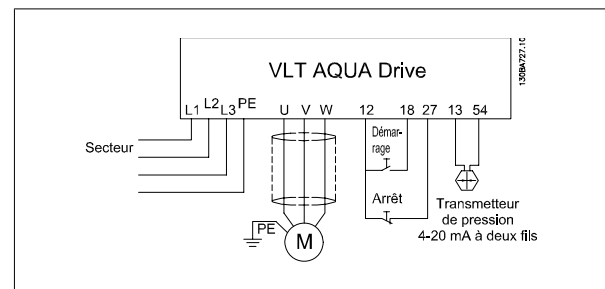 VLT AQUA Drive
130BA727.10
L1 L2 L3 PE U V W 12 18 27 13 54
Secteur
Démar-
rage
Arrêt
PE
M
Transmetteur
de pression
4-20 mA à deux fils